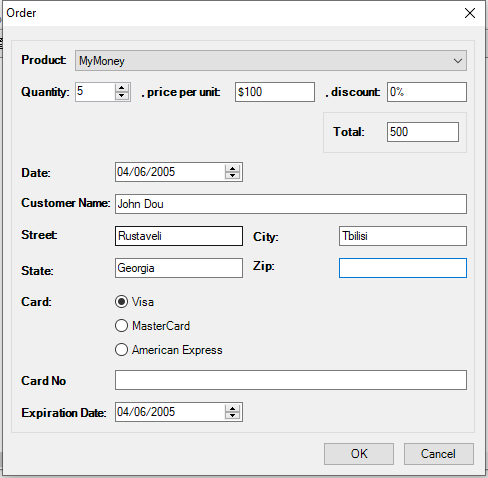 Order
Product: MyMoney
Quantity: 5 , price per unit: $100 , discount: 0%
Total: 500
Date: 04/06/2005
Customer Name: John Dou
Street: Rustaveli City: Tbilisi
State: Georgia Zip:
Card: Visa
MasterCard
American Express
Card No
Expiration Date: 04/06/2005
OK Cancel